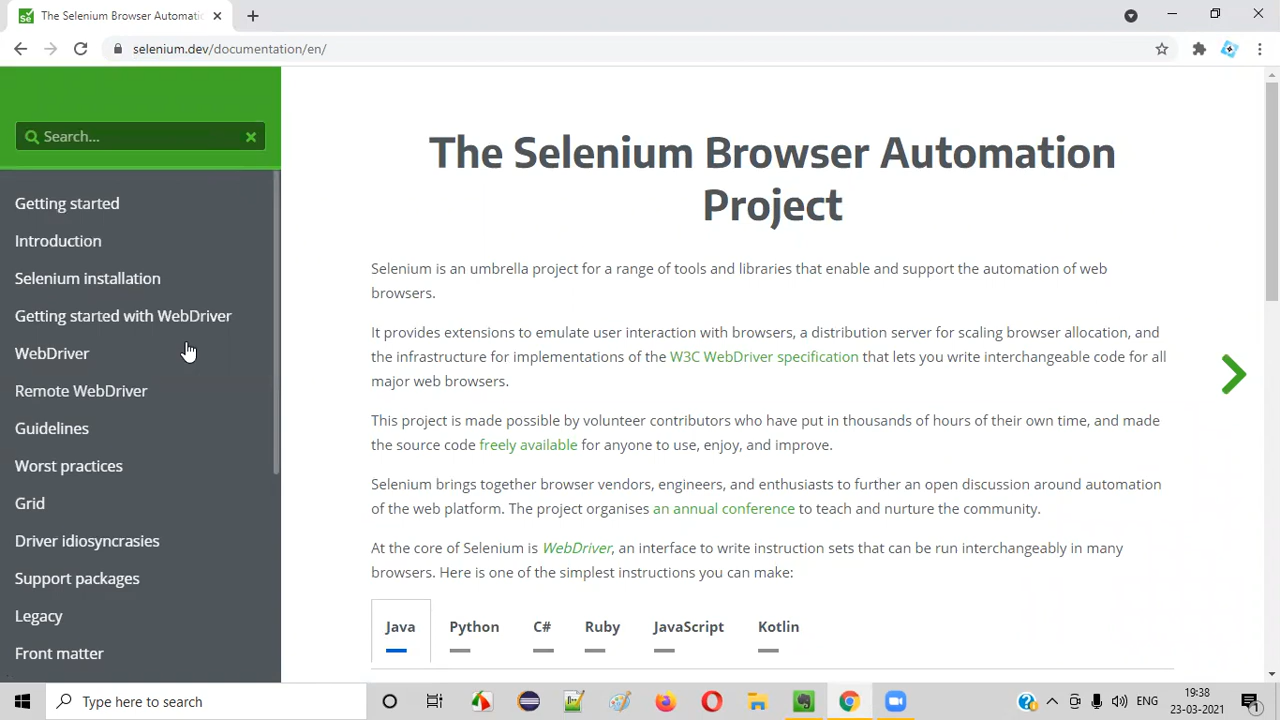 The Selenium Browser Automatic
selenium.dev/documentation/en/
Search...
Getting started
Introduction
Selenium installation
Getting started with WebDriver
WebDriver
Remote WebDriver
Guidelines
Worst practices
Grid
Driver idiosyncrasies
Support packages
Legacy
Front matter
The Selenium Browser Automation
Project
Selenium is an umbrella project for a range of tools and libraries that enable and support the automation of web
browsers.
It provides extensions to emulate user interaction with browsers, a distribution server for scaling browser allocation, and
the infrastructure for implementations of the W3C WebDriver specification that lets you write interchangeable code for all
major web browsers.
This project is made possible by volunteer contributors who have put in thousands of hours of their own time, and made
the source code freely available for anyone to use, enjoy, and improve.
Selenium brings together browser vendors, engineers, and enthusiasts to further an open discussion around automation
of the web platform. The project organises an annual conference to teach and nurture the community.
At the core of Selenium is WebDriver, an interface to write instruction sets that can be run interchangeably in many
browsers. Here is one of the simplest instructions you can make:
Java Python C# Ruby JavaScript Kotlin
Type here to search
ENG
19:38
23-03-2021